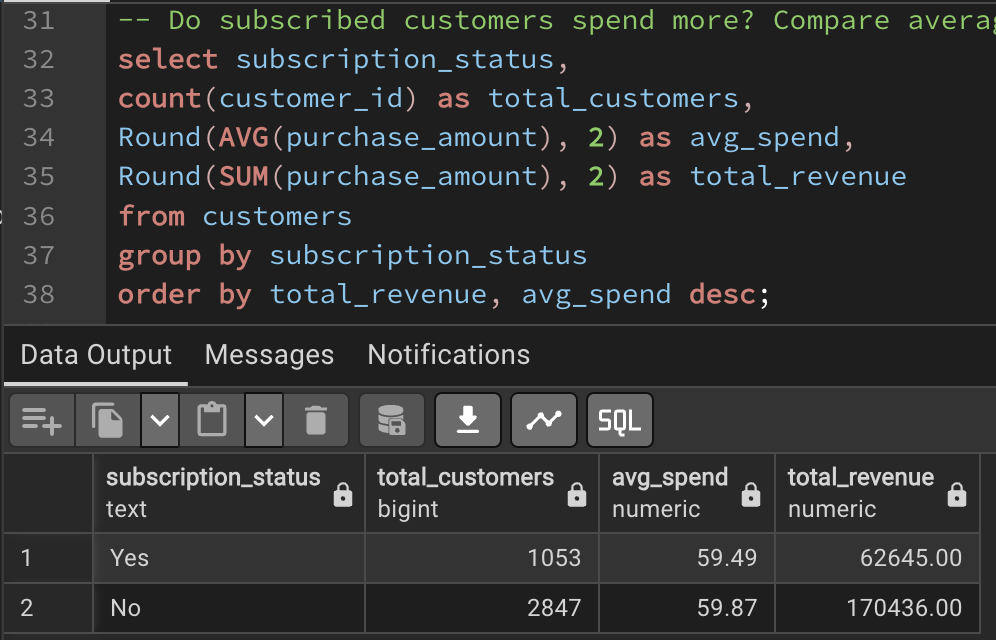 31 -- Do subscribed customers spend more? Compare averag
32 select subscription_status,
33 count(customer_id) as total_customers,
34 Round(AVG(purchase_amount), 2) as avg_spend,
35 Round(SUM(purchase_amount), 2) as total_revenue
36 from customers
37 group by subscription_status
38 order by total_revenue, avg_spend desc;
Data Output Messages Notifications
SQL
subscription_status total_customers avg_spend total_revenue
text bigint numeric numeric
1 Yes 1053 59.49 62645.00
2 No 2847 59.87 170436.00